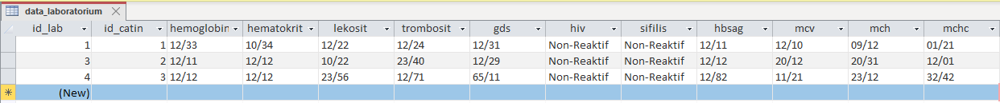 data_laboratorium
id_lab id_catin hemoglobin hematokrit lekosit trombosit gds hiv sifilis hbsag mcv mch mchc
1 1 12/33 10/34 12/22 12/24 12/31 Non-Reaktif Non-Reaktif 12/11 12/10 09/12 01/21
3 2 12/11 12/12 10/22 23/40 12/29 Non-Reaktif Non-Reaktif 12/12 20/12 20/31 12/01
4 3 12/12 12/12 23/56 12/71 65/11 Non-Reaktif Non-Reaktif 12/82 11/21 23/12 32/42
(New)